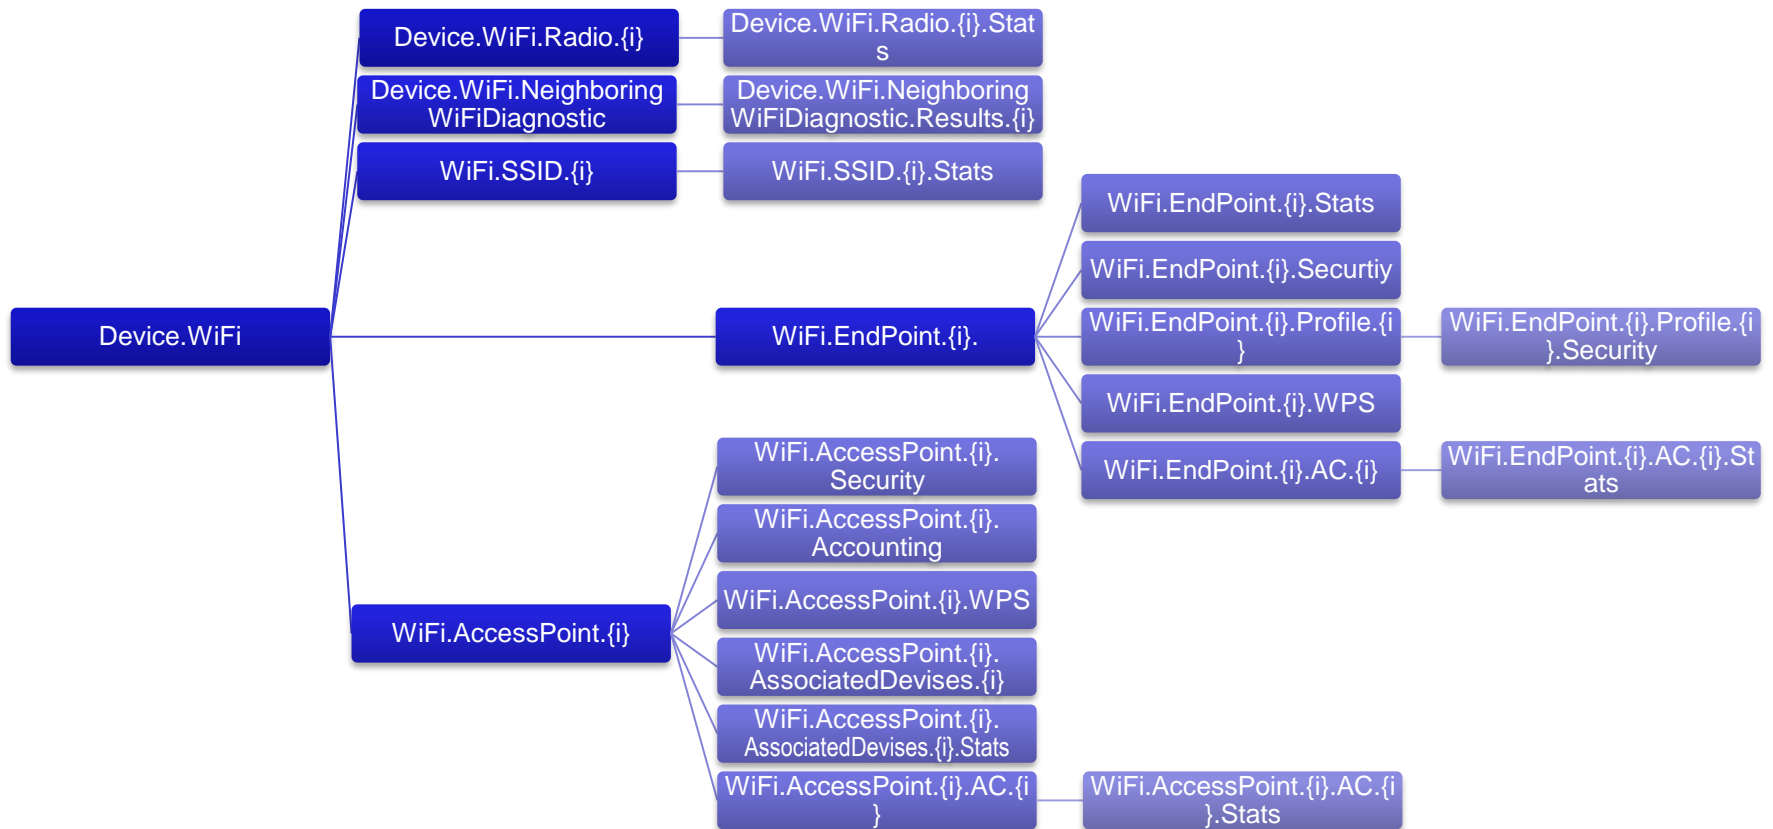 Device.WiFi.Radio.{i}
Device.WiFi.Radio.{i}.Stat
s
Device.WiFi.Neighboring
WiFiDiagnostic
Device.WiFi.Neighboring
WiFiDiagnostic.Results.{i}
WiFi.SSID.{i}
WiFi.SSID.{i}.Stats
WiFi.EndPoint.{i}.Stats
WiFi.EndPoint.{i}.Securtiy
Device.WiFi
WiFi.EndPoint.{i}.
WiFi.EndPoint.{i}.Profile.{i
}
WiFi.EndPoint.{i}.Profile.{i
}.Security
WiFi.EndPoint.{i}.WPS
WiFi.EndPoint.{i}.AC.{i}
WiFi.EndPoint.{i}.AC.{i}.St
ats
WiFi.AccessPoint.{i}.
Security
WiFi.AccessPoint.{i}.
Accounting
WiFi.AccessPoint.{i}.WPS
WiFi.AccessPoint.{i}
WiFi.AccessPoint.{i}.
AssociatedDevises.{i}
WiFi.AccessPoint.{i}.
AssociatedDevises.{i}.Stats
WiFi.AccessPoint.{i}.AC.{i
}
WiFi.AccessPoint.{i}.AC.{i
}.Stats